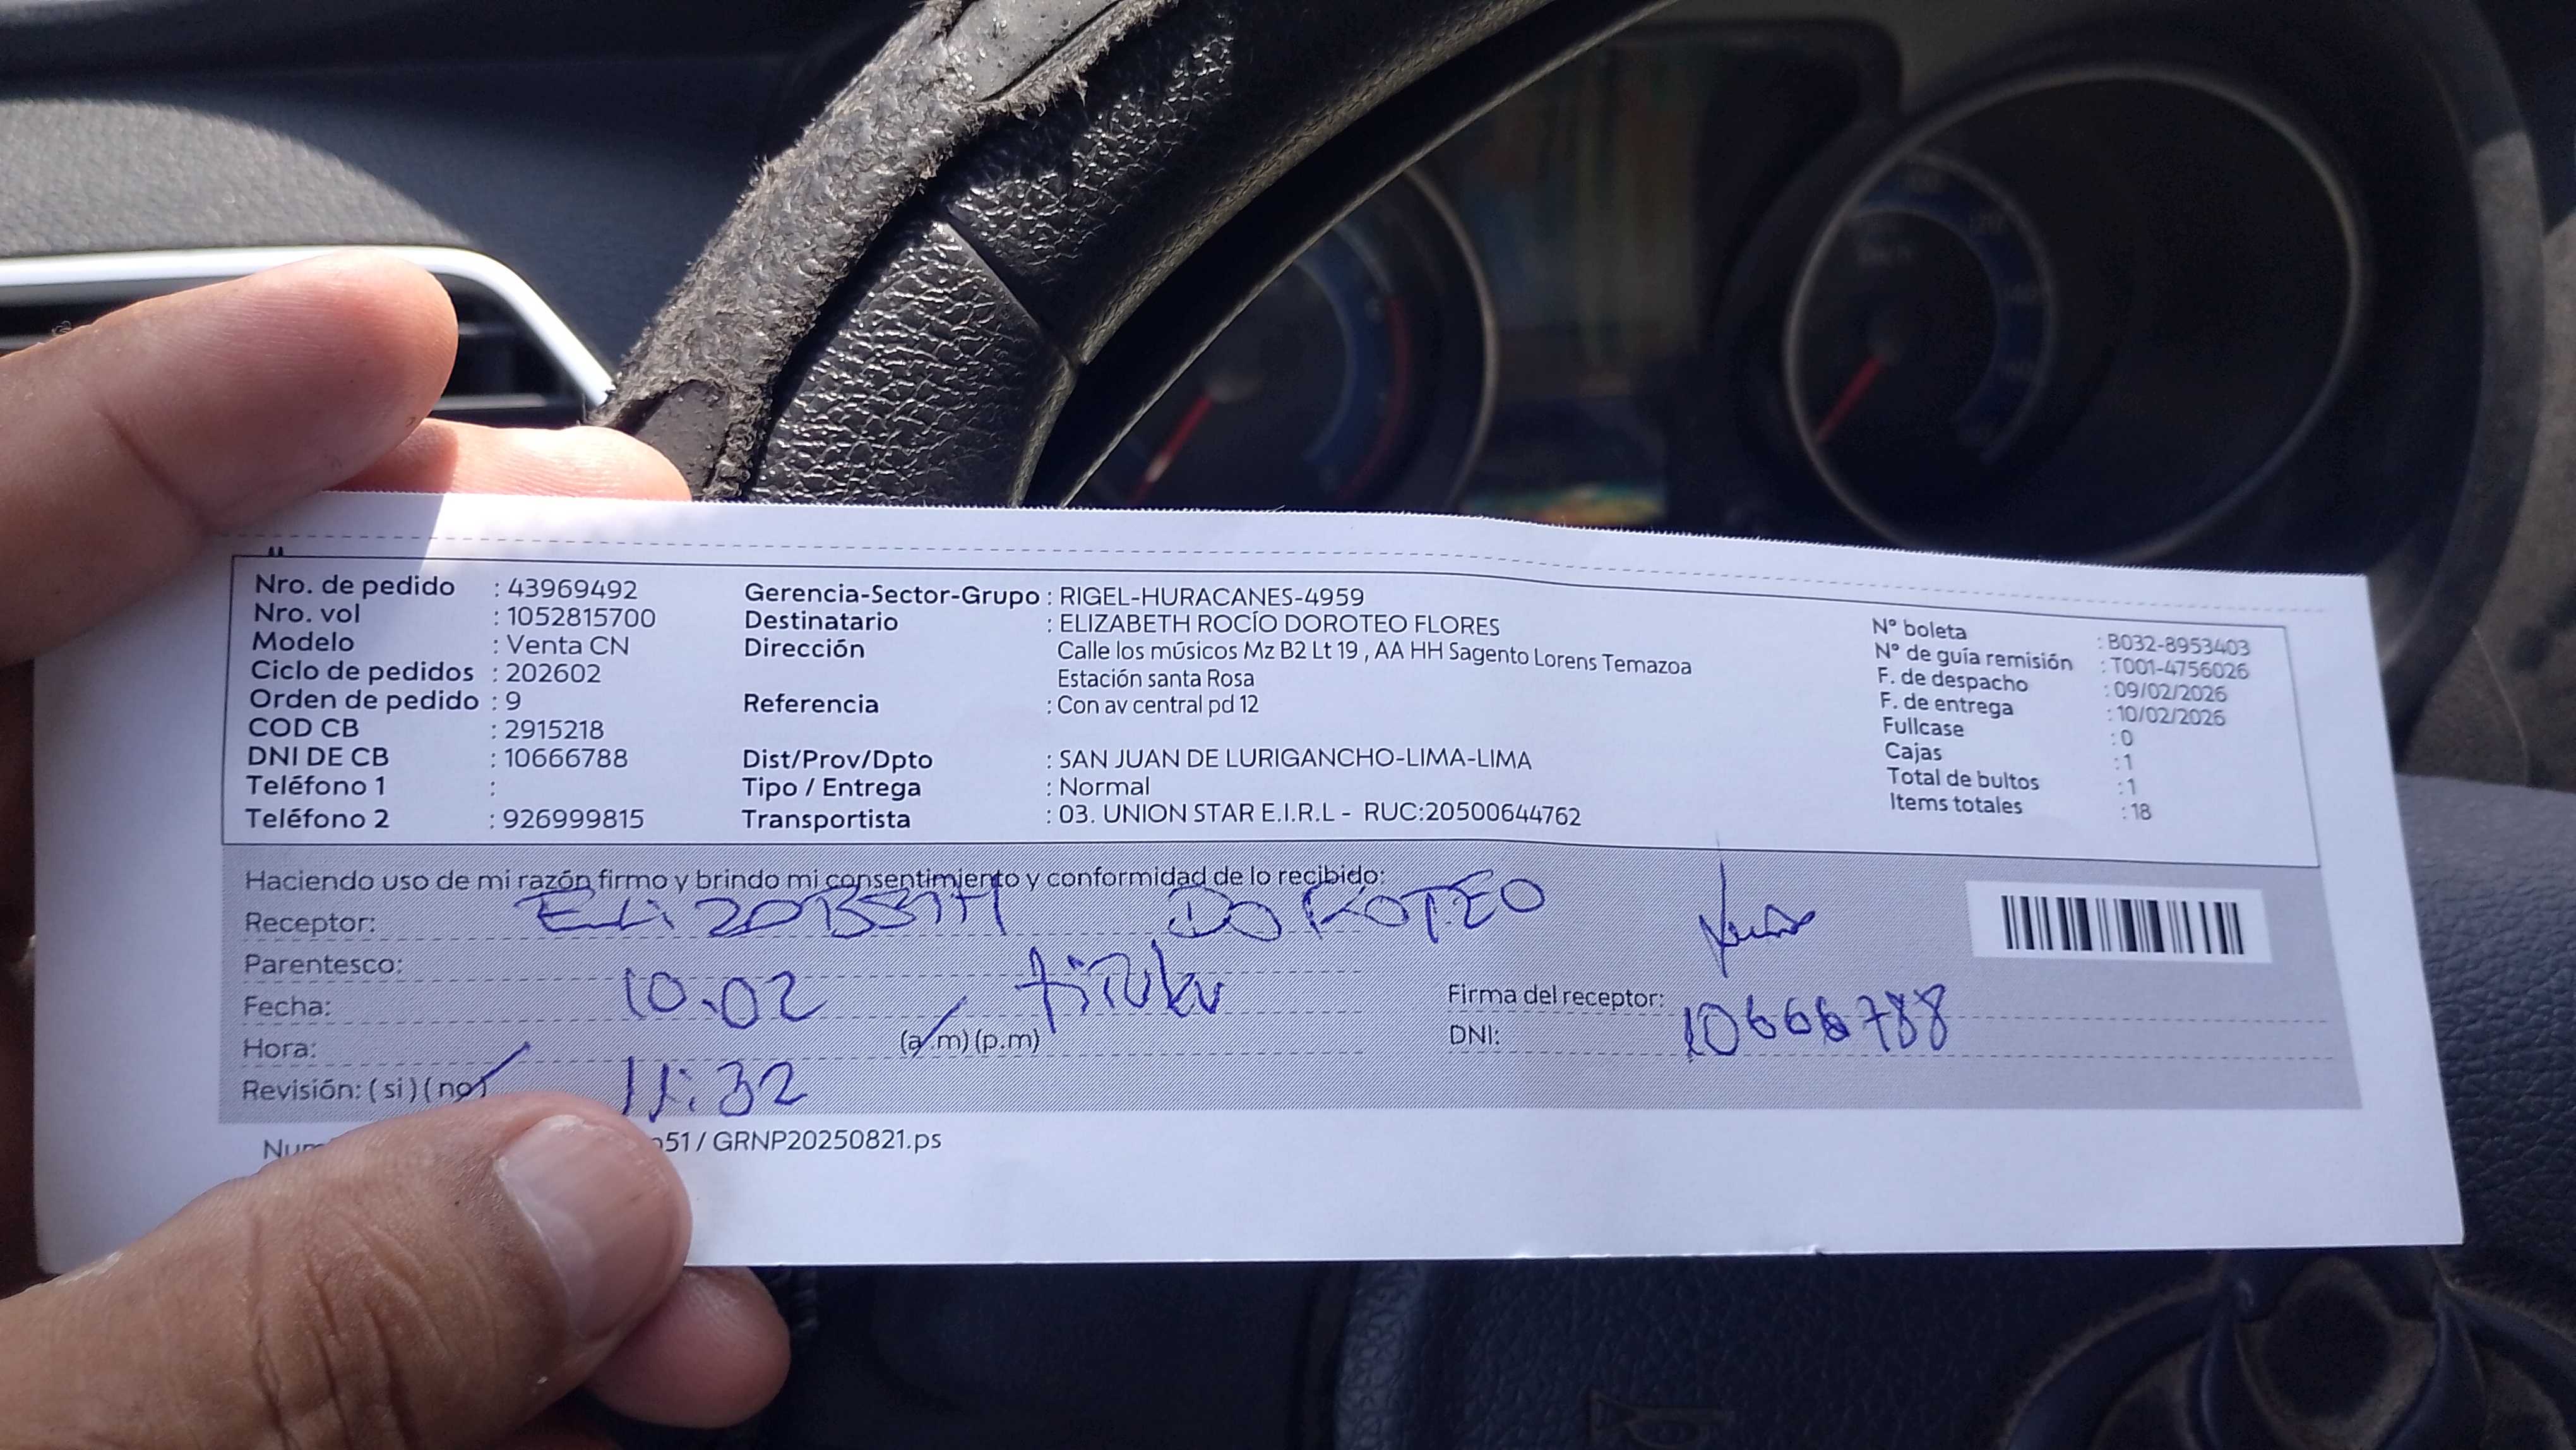 Nro. de pedido : 43969492
Nro. vol : 1052815700
Modelo : Venta CN
Ciclo de pedidos : 202602
Orden de pedido : 9
COD CB : 2915218
DNI DE CB : 10666788
Teléfono 1 :
Teléfono 2 : 926999815
Gerencia-Sector-Grupo : RIGEL-HURACANES-4959
Destinatario : ELIZABETH ROCÍO DOROTEO FLORES
Dirección Calle los músicos Mz B2 Lt 19 , AA HH Sagento Lorens Temazoa
Estación santa Rosa
Referencia : Con av central pd 12
Dist/Prov/Dpto : SAN JUAN DE LURIGANCHO-LIMA-LIMA
Tipo / Entrega : Normal
Transportista : 03. UNION STAR E.I.R.L - RUC:20500644762
N° boleta : B032-8953403
N° de guía remisión : T001-4756026
F. de despacho : 09/02/2026
F. de entrega : 10/02/2026
Fullcase : 0
Cajas : 1
Total de bultos : 1
Items totales : 18
Haciendo uso de mi razón firmo y brindo mi consentimiento y conformidad de lo recibido:
Receptor: ELIZABETH DOROTEO
Parentesco: titular
Fecha: 10.02
Hora: 11:32 (a.m) (p.m)
Revisión: ( si ) ( no )
Firma del receptor:
DNI: 10666788
51 / GRNP20250821.ps